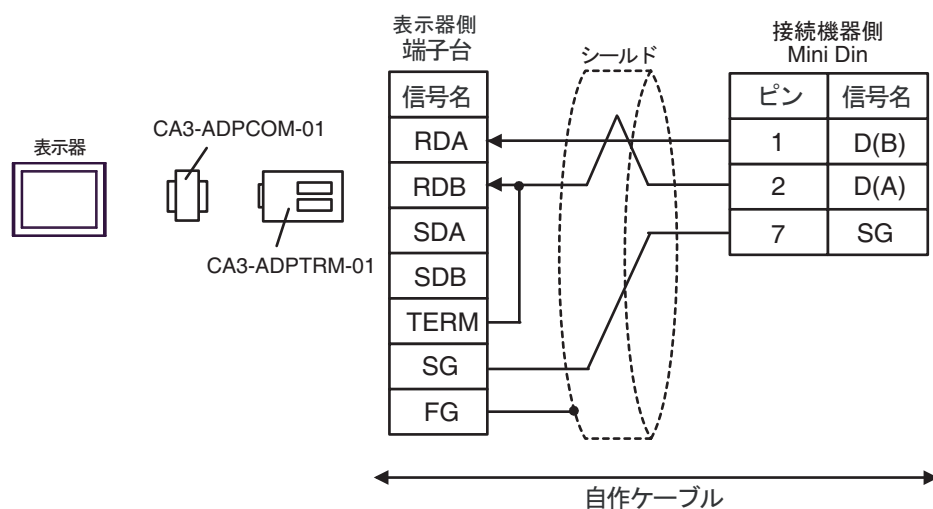 表示器
CA3-ADPCOM-01
CA3-ADPTRM-01
表示器側
端子台
信号名
RDA
RDB
SDA
SDB
TERM
SG
FG
シールド
接続機器側
Mini Din
ピン 信号名
1 D(B)
2 D(A)
7 SG
自作ケーブル